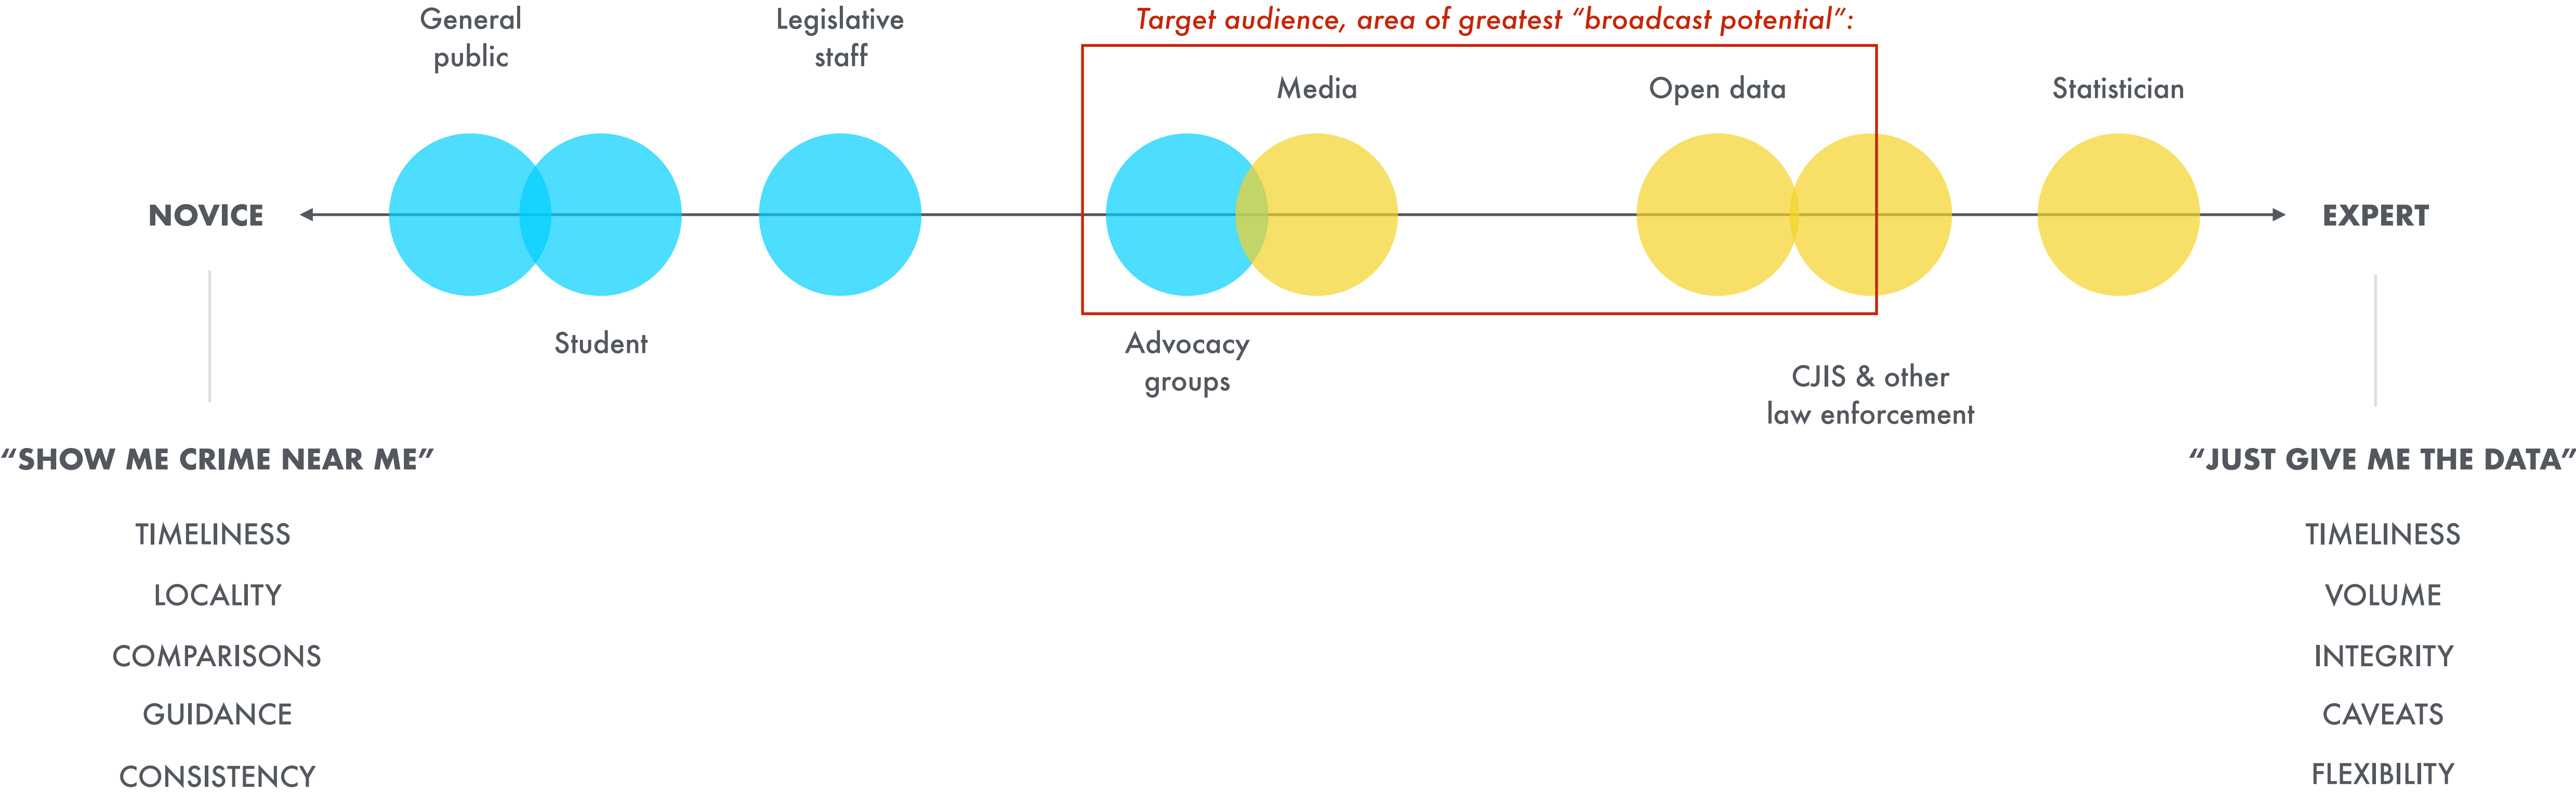 General
public
Legislative
staff
Target audience, area of greatest “broadcast potential”:
Media
Open data
Statistician
NOVICE
EXPERT
Student
Advocacy
groups
CJIS & other
law enforcement
“SHOW ME CRIME NEAR ME”
TIMELINESS
LOCALITY
COMPARISONS
GUIDANCE
CONSISTENCY
“JUST GIVE ME THE DATA”
TIMELINESS
VOLUME
INTEGRITY
CAVEATS
FLEXIBILITY